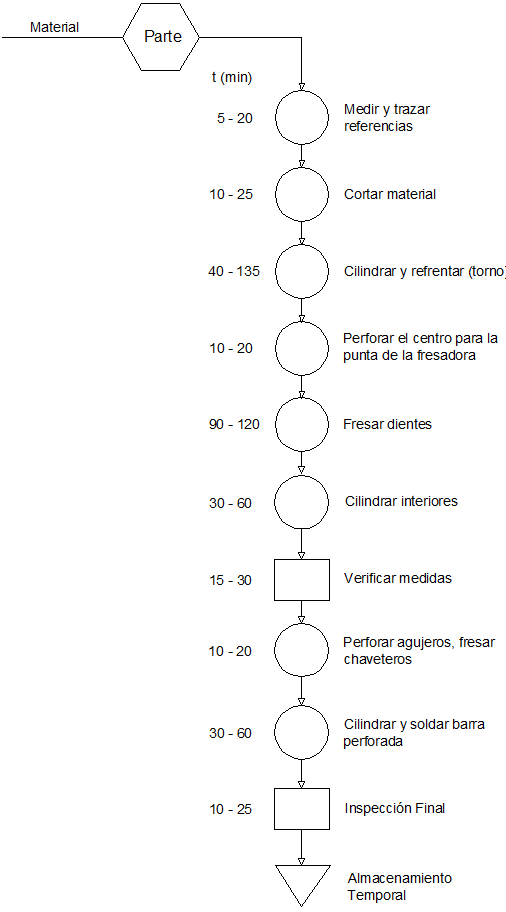 Material
Parte
t (min)
5 - 20
Medir y trazar
referencias
10 - 25
Cortar material
40 - 135
Cilindrar y refrentar (torno)
10 - 20
Perforar el centro para la
punta de la fresadora
90 - 120
Fresar dientes
30 - 60
Cilindrar interiores
15 - 30
Verificar medidas
10 - 20
Perforar agujeros, fresar
chaveteros
30 - 60
Cilindrar y soldar barra
perforada
10 - 25
Inspección Final
Almacenamiento
Temporal